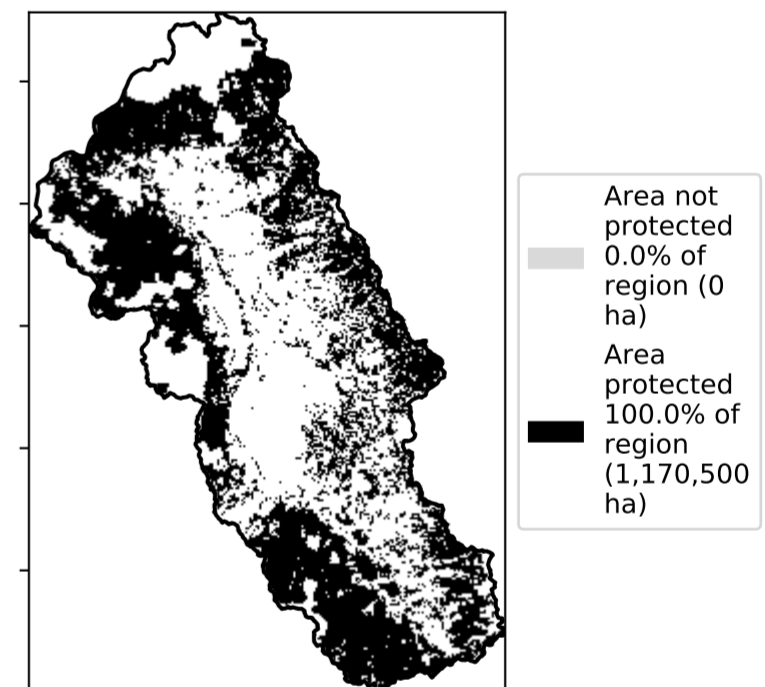 Area not
protected
0.0% of
region (0
ha)
Area
protected
100.0% of
region
(1,170,500
ha)